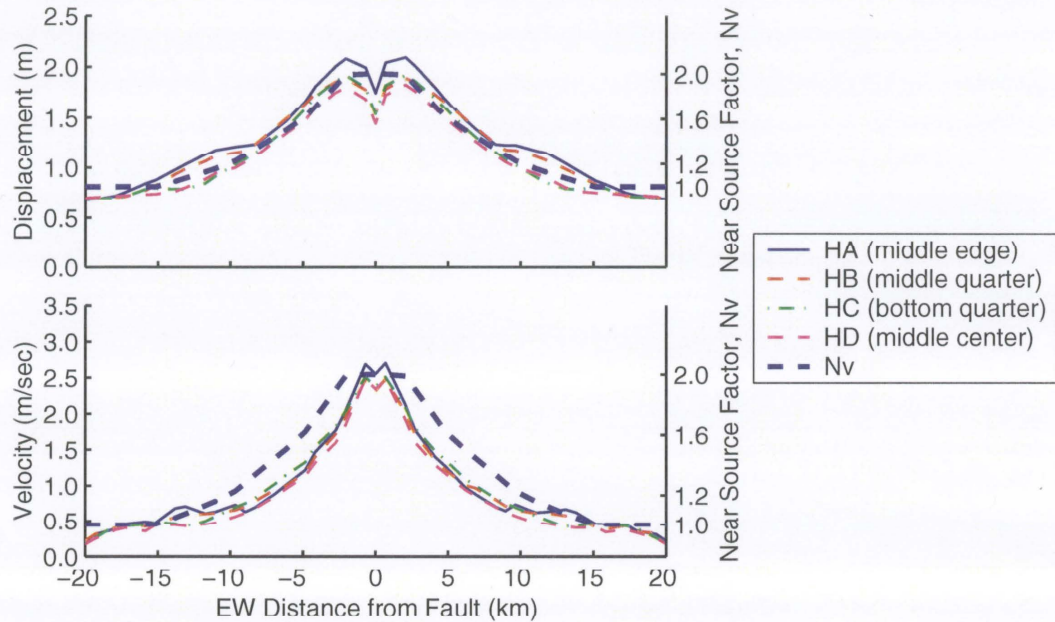 2.5
2.0
1.5
1.0
0.5
0.0
Displacement (m)
2.0
1.6
1.2
1.0
Near Source Factor, Nv
3.5
3.0
2.5
2.0
1.5
1.0
0.5
0.0
Velocity (m/sec)
2.0
1.6
1.2
1.0
Near Source Factor, Nv
−20 −15 −10 −5 0 5 10 15 20
EW Distance from Fault (km)
HA (middle edge)
HB (middle quarter)
HC (bottom quarter)
HD (middle center)
Nv